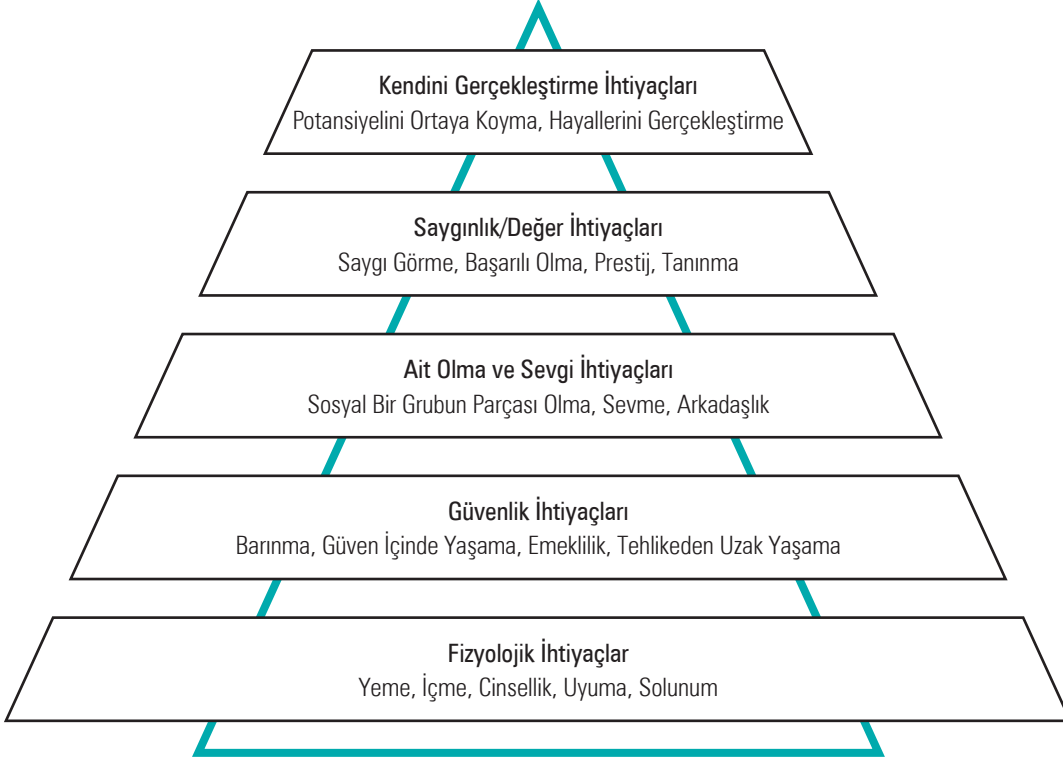 Kendini Gerçekleştirme İhtiyaçları
Potansiyelini Ortaya Koyma, Hayallerini Gerçekleştirme
Saygınlık/Değer İhtiyaçları
Saygı Görme, Başarılı Olma, Prestij, Tanınma
Ait Olma ve Sevgi İhtiyaçları
Sosyal Bir Grubun Parçası Olma, Sevme, Arkadaşlık
Güvenlik İhtiyaçları
Barınma, Güven İçinde Yaşama, Emeklilik, Tehlikeden Uzak Yaşama
Fizyolojik İhtiyaçlar
Yeme, İçme, Cinsellik, Uyuma, Solunum